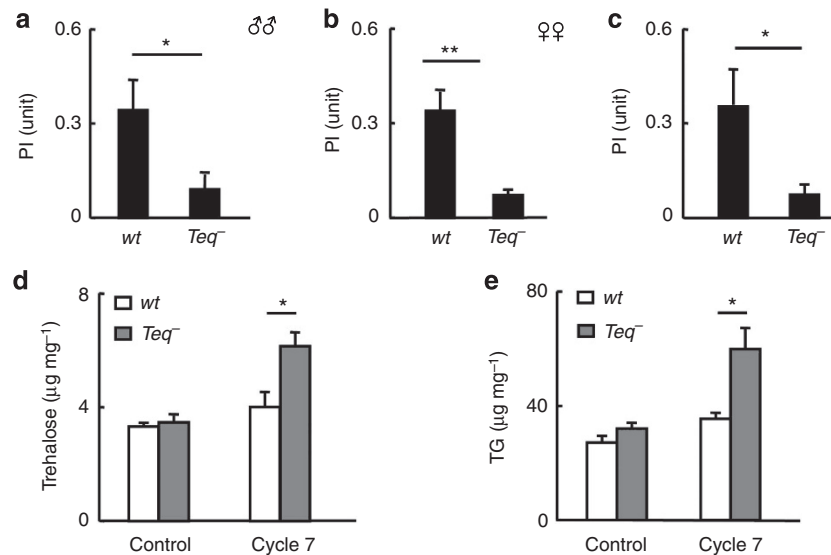 a
♂♂
0.6
*
PI (unit)
0.3
0
wt
Teq⁻
b
♀♀
0.6
**
PI (unit)
0.3
0
wt
Teq⁻
c
0.6
*
PI (unit)
0.3
0
wt
Teq⁻
d
8
wt
Teq⁻
*
Trehalose (μg mg⁻¹)
4
0
Control
Cycle 7
e
80
wt
Teq⁻
*
TG (μg mg⁻¹)
40
0
Control
Cycle 7